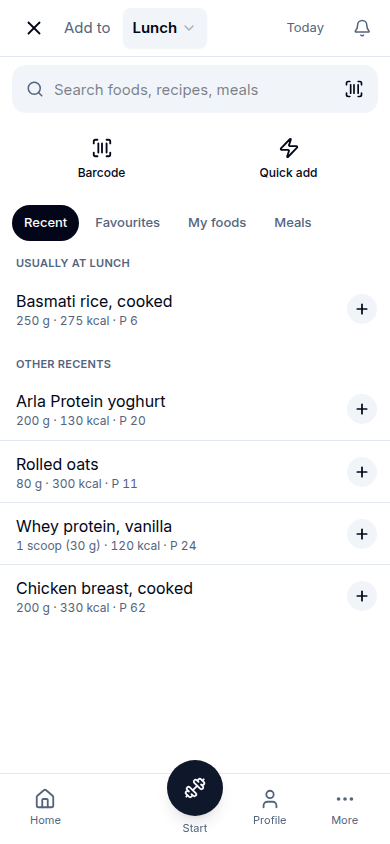 Add to Lunch Today
Search foods, recipes, meals
Barcode Quick add
Recent Favourites My foods Meals
USUALLY AT LUNCH
Basmati rice, cooked
250 g · 275 kcal · P 6
OTHER RECENTS
Arla Protein yoghurt
200 g · 130 kcal · P 20
Rolled oats
80 g · 300 kcal · P 11
Whey protein, vanilla
1 scoop (30 g) · 120 kcal · P 24
Chicken breast, cooked
200 g · 330 kcal · P 62
Home Start Profile More